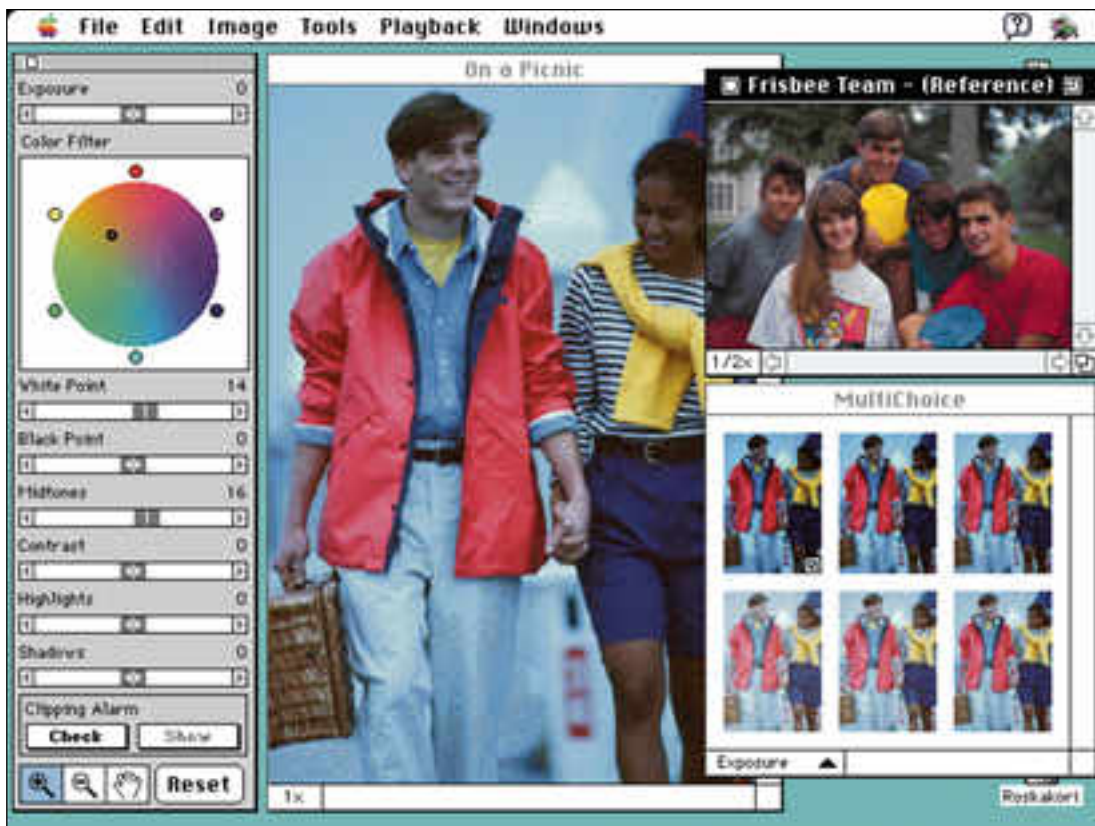 File Edit Image Tools Playback Windows
On a Picnic
Frisbee Team - (Reference)
Exposure 0
Color Filter
White Point 14
Black Point 0
Midtones 16
Contrast 0
Highlights 0
Shadows 0
Clipping Alarm
Check Show
Reset
1x
1/2x
MultiChoice
Exposure
Roskakori